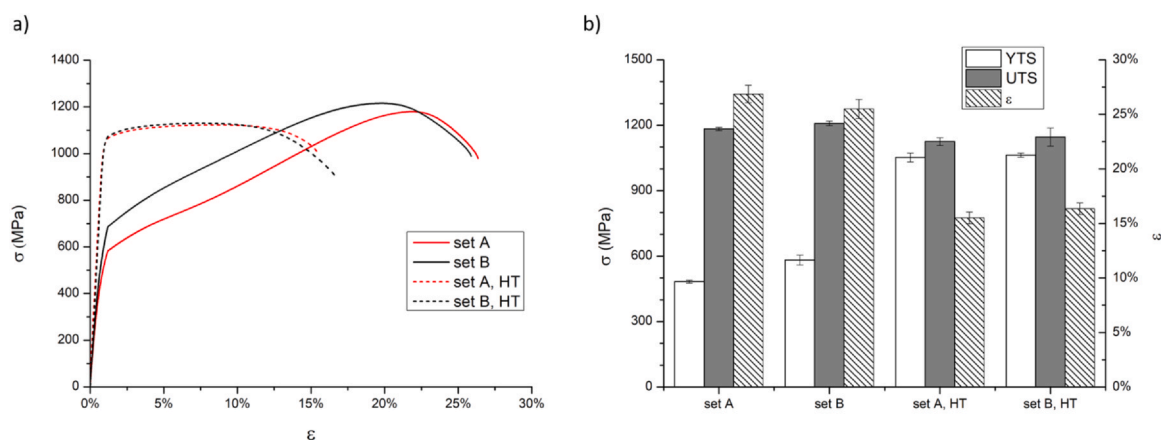 a)
1400
1200
1000
800
600
400
200
0
σ (MPa)
0% 5% 10% 15% 20% 25% 30%
ε
set A
set B
set A, HT
set B, HT
b)
1500
1200
900
600
300
0
σ (MPa)
YTS
UTS
ε
30%
25%
20%
15%
10%
5%
0%
ε
set A set B set A, HT set B, HT